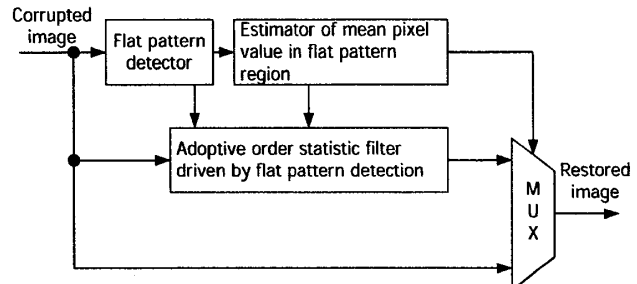 Corrupted
image
Flat pattern
detector
Estimator of mean pixel
value in flat pattern
region
Adoptive order statistic filter
driven by flat pattern detection
M
U
X
Restored
image